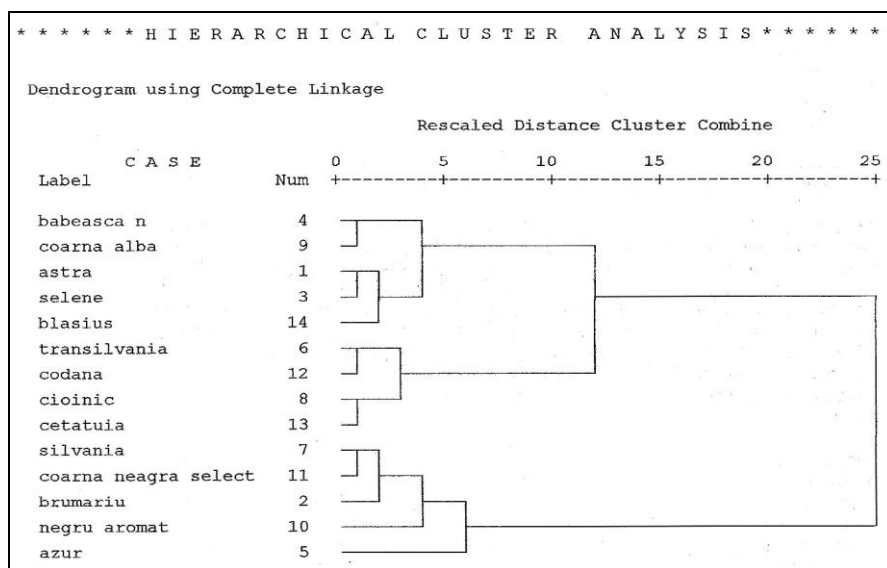 * * * * * * H I E R A R C H I C A L  C L U S T E R  A N A L Y S I S * * * * * *
Dendrogram using Complete Linkage
Rescaled Distance Cluster Combine
C A S E 0 5 10 15 20 25
Label Num +---------+---------+---------+---------+---------+
babeasca n 4
coarna alba 9
astra 1
selene 3
blasius 14
transilvania 6
codana 12
cioinic 8
cetatuia 13
silvania 7
coarna neagra select 11
brumariu 2
negru aromat 10
azur 5